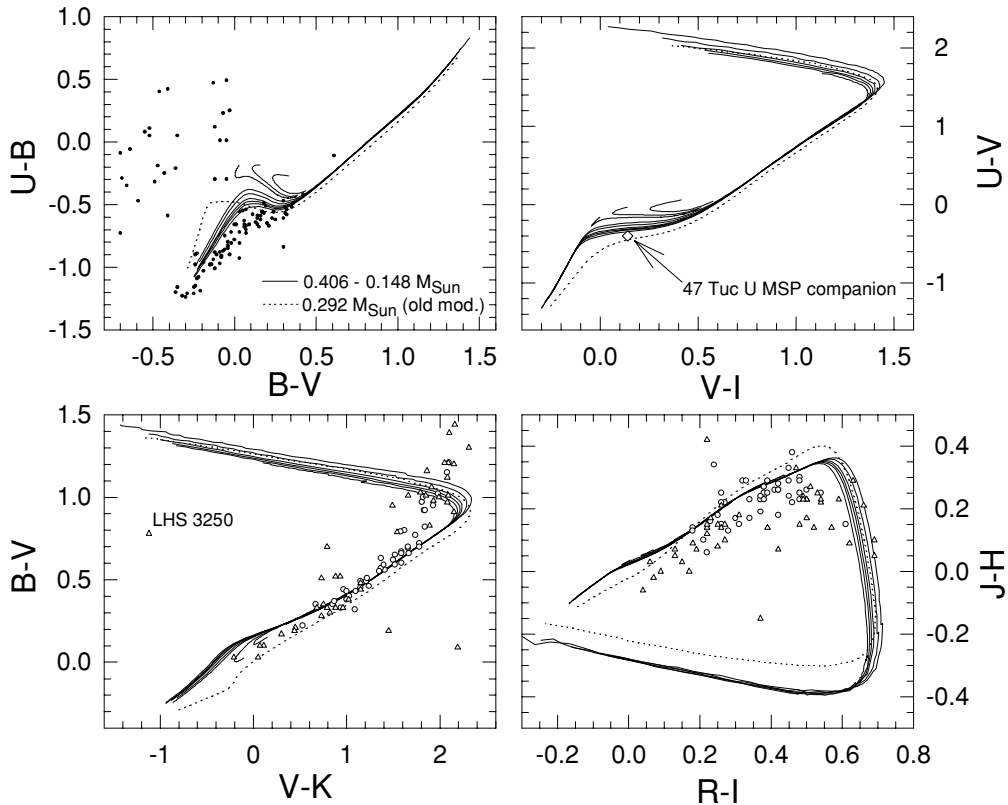 1.0
0.5
0.0
-0.5
-1.0
-1.5
U-B
-0.5 0.0 0.5 1.0 1.5
B-V
0.406 - 0.148 M_Sun
0.292 M_Sun (old mod.)
2
1
0
-1
U-V
0.0 0.5 1.0 1.5
V-I
47 Tuc U MSP companion
1.5
1.0
0.5
0.0
B-V
-1 0 1 2
V-K
LHS 3250
0.4
0.2
0.0
-0.2
-0.4
J-H
-0.2 0.0 0.2 0.4 0.6 0.8
R-I